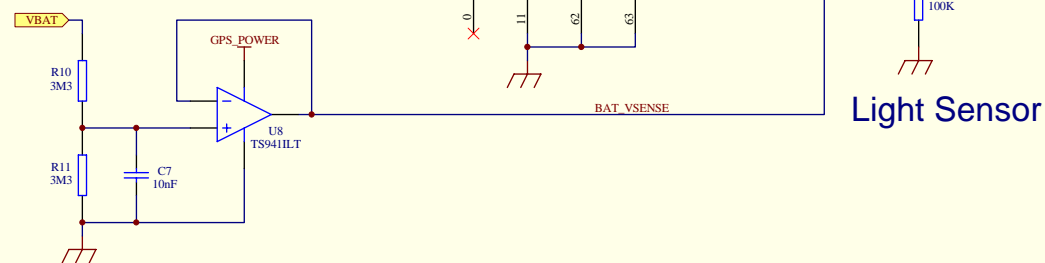 VBAT
R10
3M3
R11
3M3
C7
10nF
GPS_POWER
U8
TS941ILT
BAT_VSENSE
0
11
62
63
100K
Light Sensor